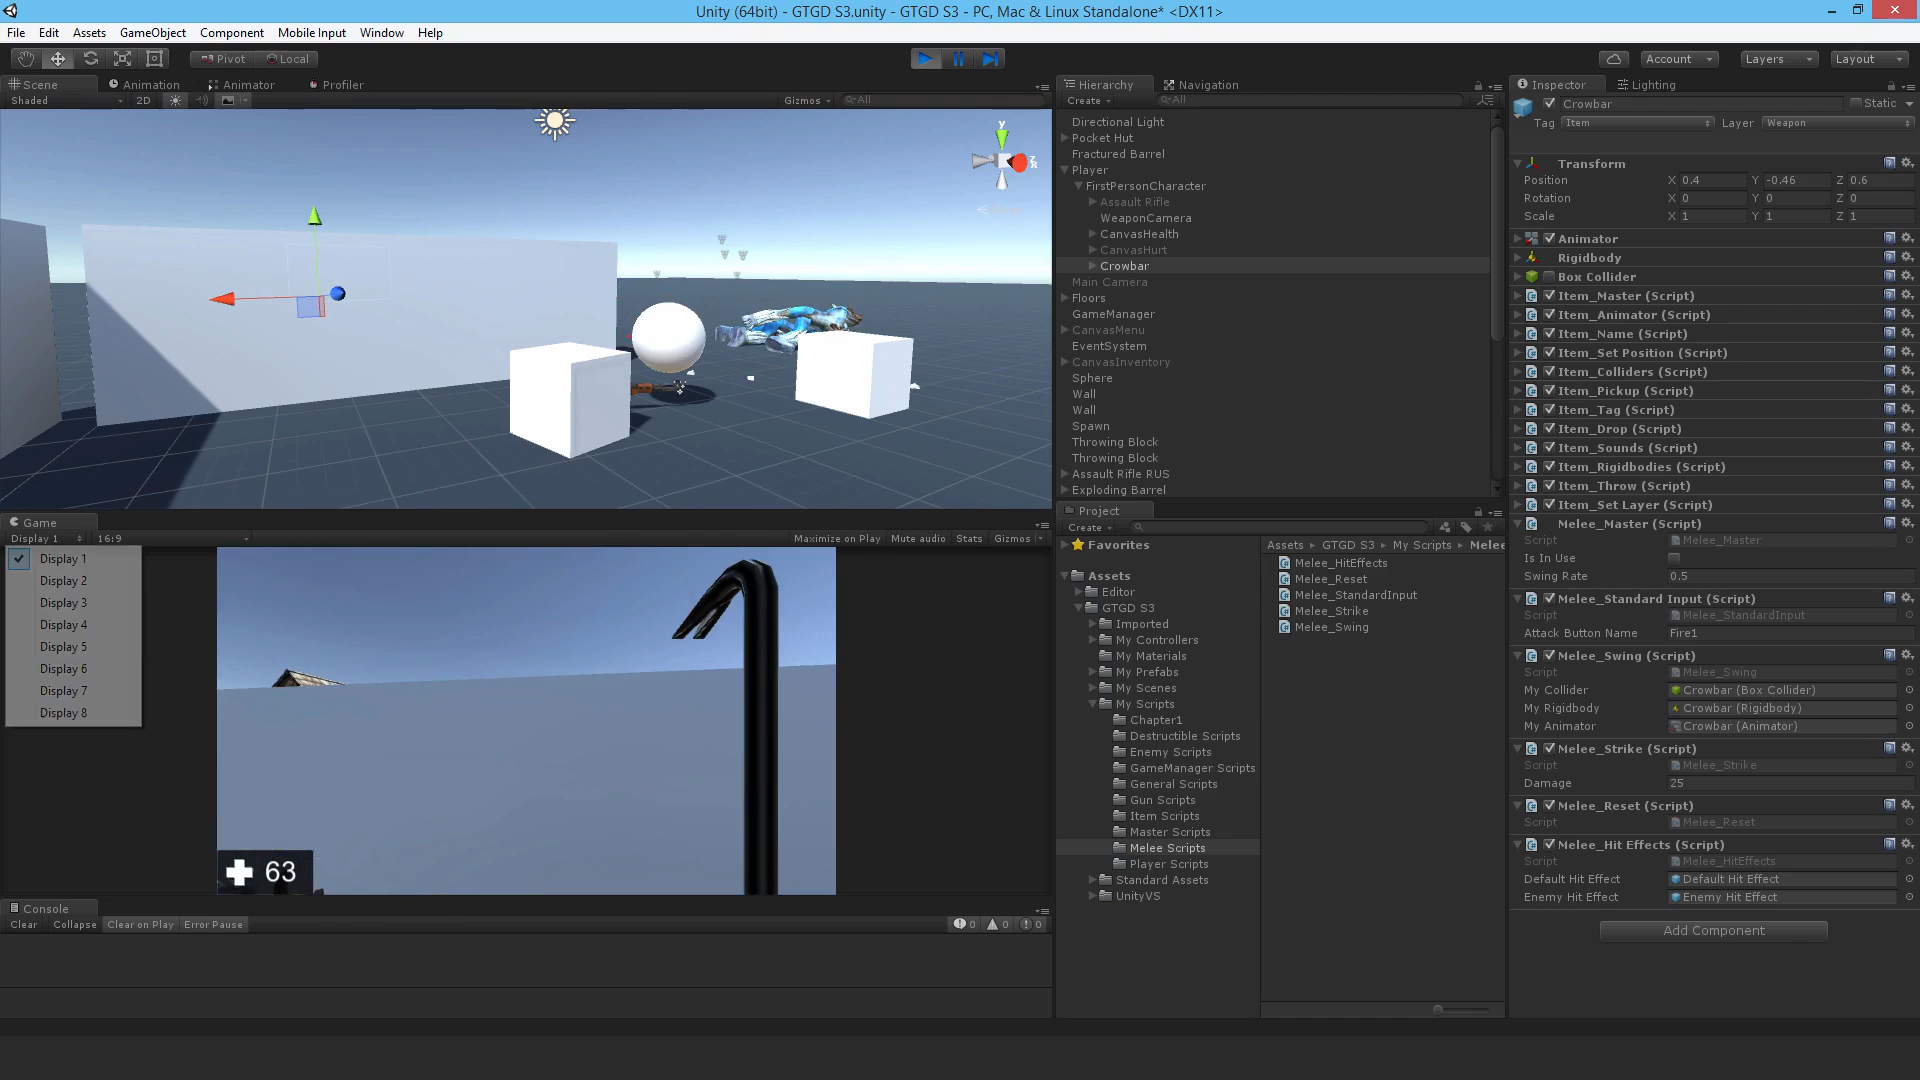 Unity (64bit) - GTGD S3.unity - GTGD S3 - PC, Mac & Linux Standalone* <DX11>
File Edit Assets GameObject Component Mobile Input Window Help
Pivot Local Account Layers Layout
Scene Animation Animator Profiler
Shaded 2D Gizmos All
y
Game
Display 1 16:9 Maximize on Play Mute audio Stats Gizmos
Display 1
Display 2
Display 3
Display 4
Display 5
Display 6
Display 7
Display 8
63
Console
Clear Collapse Clear on Play Error Pause 0 0 0
Hierarchy Navigation
Create All
Directional Light
Pocket Hut
Fractured Barrel
Player
FirstPersonCharacter
Assault Rifle
WeaponCamera
CanvasHealth
CanvasHurt
Crowbar
Main Camera
Floors
GameManager
CanvasMenu
EventSystem
CanvasInventory
Sphere
Wall
Wall
Spawn
Throwing Block
Throwing Block
Assault Rifle RUS
Exploding Barrel
Project
Create
Favorites
Assets
Editor
GTGD S3
Imported
My Controllers
My Materials
My Prefabs
My Scenes
My Scripts
Chapter1
Destructible Scripts
Enemy Scripts
GameManager Scripts
General Scripts
Gun Scripts
Item Scripts
Master Scripts
Melee Scripts
Player Scripts
Standard Assets
UnityVS
Assets GTGD S3 My Scripts Melee
Melee_HitEffects
Melee_Reset
Melee_StandardInput
Melee_Strike
Melee_Swing
Inspector Lighting
Crowbar Static
Tag Item Layer Weapon
Transform
Position X 0.4 Y -0.46 Z 0.6
Rotation X 0 Y 0 Z 0
Scale X 1 Y 1 Z 1
Animator
Rigidbody
Box Collider
Item_Master (Script)
Item_Animator (Script)
Item_Name (Script)
Item_Set Position (Script)
Item_Colliders (Script)
Item_Pickup (Script)
Item_Tag (Script)
Item_Drop (Script)
Item_Sounds (Script)
Item_Rigidbodies (Script)
Item_Throw (Script)
Item_Set Layer (Script)
Melee_Master (Script)
Script Melee_Master
Is In Use
Swing Rate 0.5
Melee_Standard Input (Script)
Script Melee_StandardInput
Attack Button Name Fire1
Melee_Swing (Script)
Script Melee_Swing
My Collider Crowbar (Box Collider)
My Rigidbody Crowbar (Rigidbody)
My Animator Crowbar (Animator)
Melee_Strike (Script)
Script Melee_Strike
Damage 25
Melee_Reset (Script)
Script Melee_Reset
Melee_Hit Effects (Script)
Script Melee_HitEffects
Default Hit Effect Default Hit Effect
Enemy Hit Effect Enemy Hit Effect
Add Component